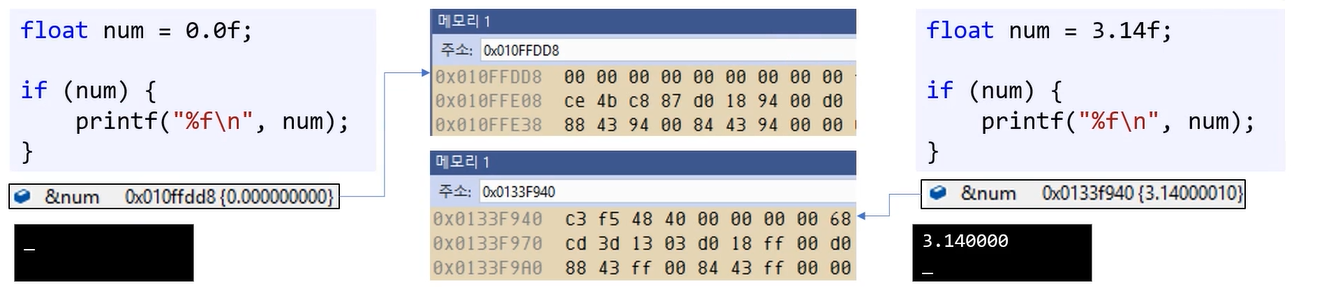 float num = 0.0f;
if (num) {
printf("%f\n", num);
}
&num 0x010ffdd8 {0.000000000}
_
메모리 1
주소: 0x010FFDD8
0x010FFDD8 00 00 00 00 00 00 00 00 00
0x010FFE08 ce 4b c8 87 d0 18 94 00 d0
0x010FFE38 88 43 94 00 84 43 94 00 00
메모리 1
주소: 0x0133F940
0x0133F940 c3 f5 48 40 00 00 00 00 68
0x0133F970 cd 3d 13 03 d0 18 ff 00 d0
0x0133F9A0 88 43 ff 00 84 43 ff 00 00
float num = 3.14f;
if (num) {
printf("%f\n", num);
}
&num 0x0133f940 {3.14000010}
3.140000
_